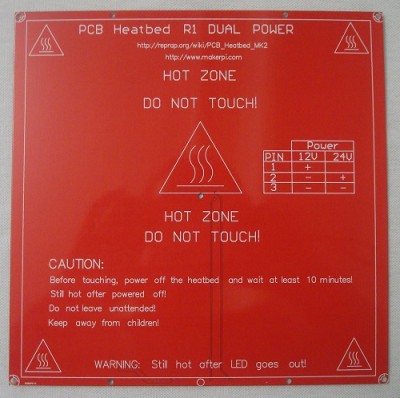 PCB Heatbed R1 DUAL POWER
http://reprap.org/wiki/PCB_Heatbed_MK2
http://www.makerpi.com
HOT ZONE
DO NOT TOUCH!
Power
PIN 12V 24V
1 +
2 - +
3 - -
HOT ZONE
DO NOT TOUCH!
CAUTION:
Before touching, power off the heatbed and wait at least 10 minutes!
Still hot after powered off!
Do not leave unattended!
Keep away from children!
WARNING: Still hot after LED goes out!